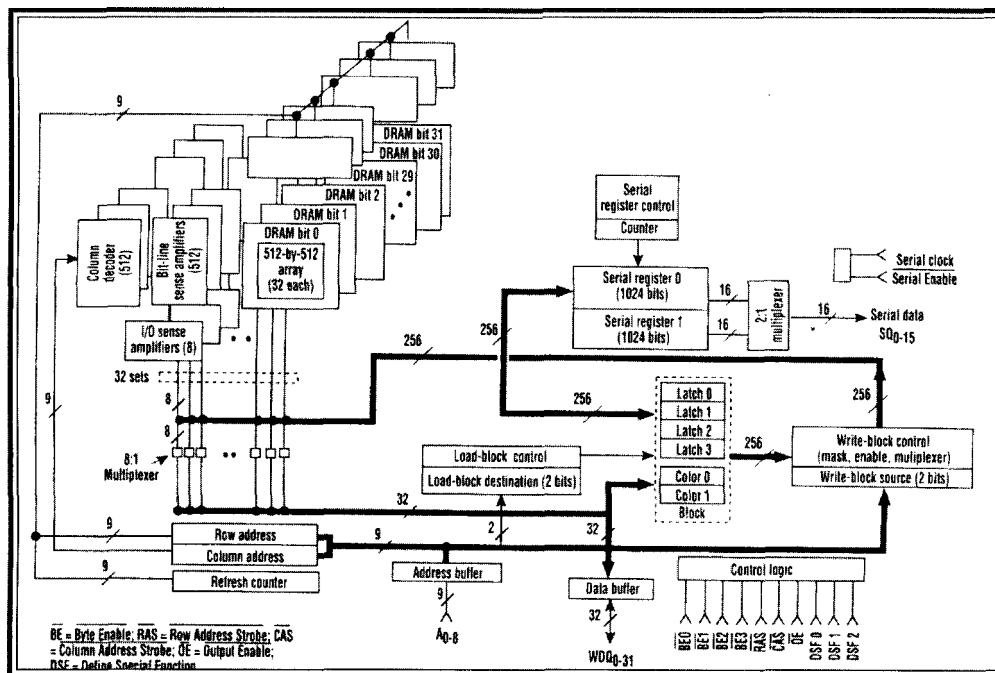 9
DRAM bit 31
DRAM bit 30
DRAM bit 29
DRAM bit 2
DRAM bit 1
DRAM bit 0
512-by-512
array
(32 each)
Column
decoder
(512)
Bit-line
sense amplifiers
(512)
I/O sense
amplifiers (8)
32 sets
9
8
8
8:1
Multiplexer
Serial
register control
Counter
Serial register 0
(1024 bits)
Serial register 1
(1024 bits)
16
16
2:1
multiplexer
16
Serial clock
Serial Enable
Serial data
SQ0-15
256
256
256
256
256
Latch 0
Latch 1
Latch 2
Latch 3
Color 0
Color 1
Block
Load-block control
Load-block destination (2 bits)
Write-block control
(mask, enable, muliplexer)
Write-block source (2 bits)
32
2
32
9
Row address
Column address
9
Refresh counter
9
Address buffer
9
A0-8
Data buffer
32
WDQ0-31
Control logic
BE0
BE1
BE2
BE3
RAS
CAS
OE
DSF 0
DSF 1
DSF 2
BE = Byte Enable; RAS = Row Address Strobe; CAS
= Column Address Strobe; OE = Output Enable;
DSF = Define Special Function